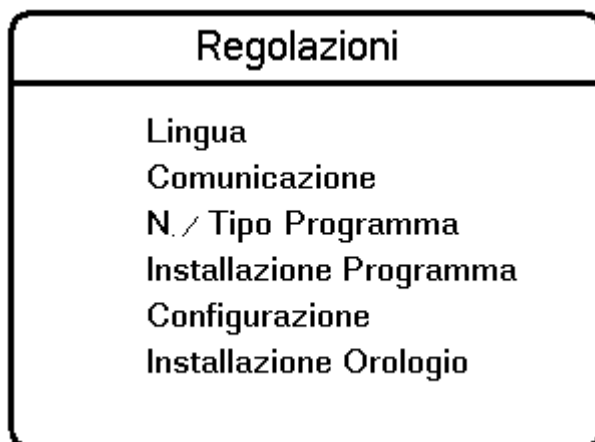 Regolazioni
Lingua
Comunicazione
N. / Tipo Programma
Installazione Programma
Configurazione
Installazione Orologio